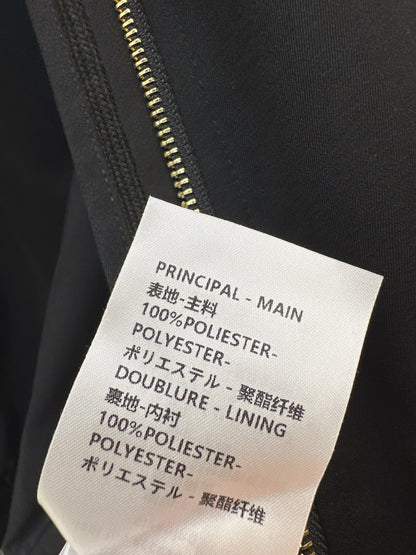 PRINCIPAL - MAIN
表地-主料
100%POLIESTER-
POLYESTER-
ポリエステル - 聚酯纤维
DOUBLURE - LINING
裏地-内衬
100%POLIESTER-
POLYESTER-
ポリエステル - 聚酯纤维